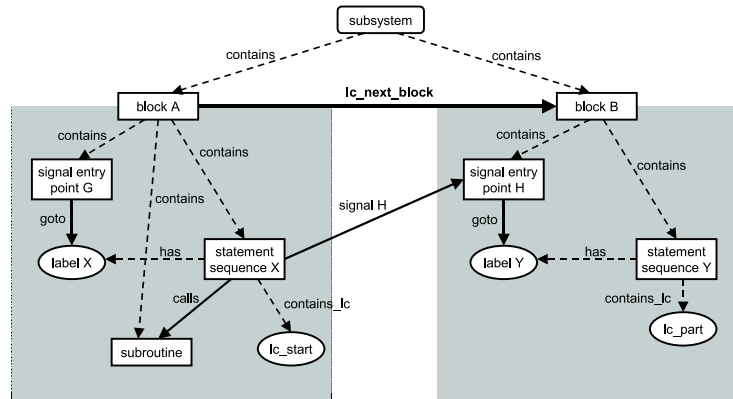 subsystem
contains
contains
lc_next_block
block A
block B
contains
contains
contains
contains
contains
signal entry
point G
signal entry
point H
signal H
goto
goto
label X
has
statement
sequence X
label Y
has
statement
sequence Y
calls
contains_lc
contains_lc
subroutine
lc_start
lc_part